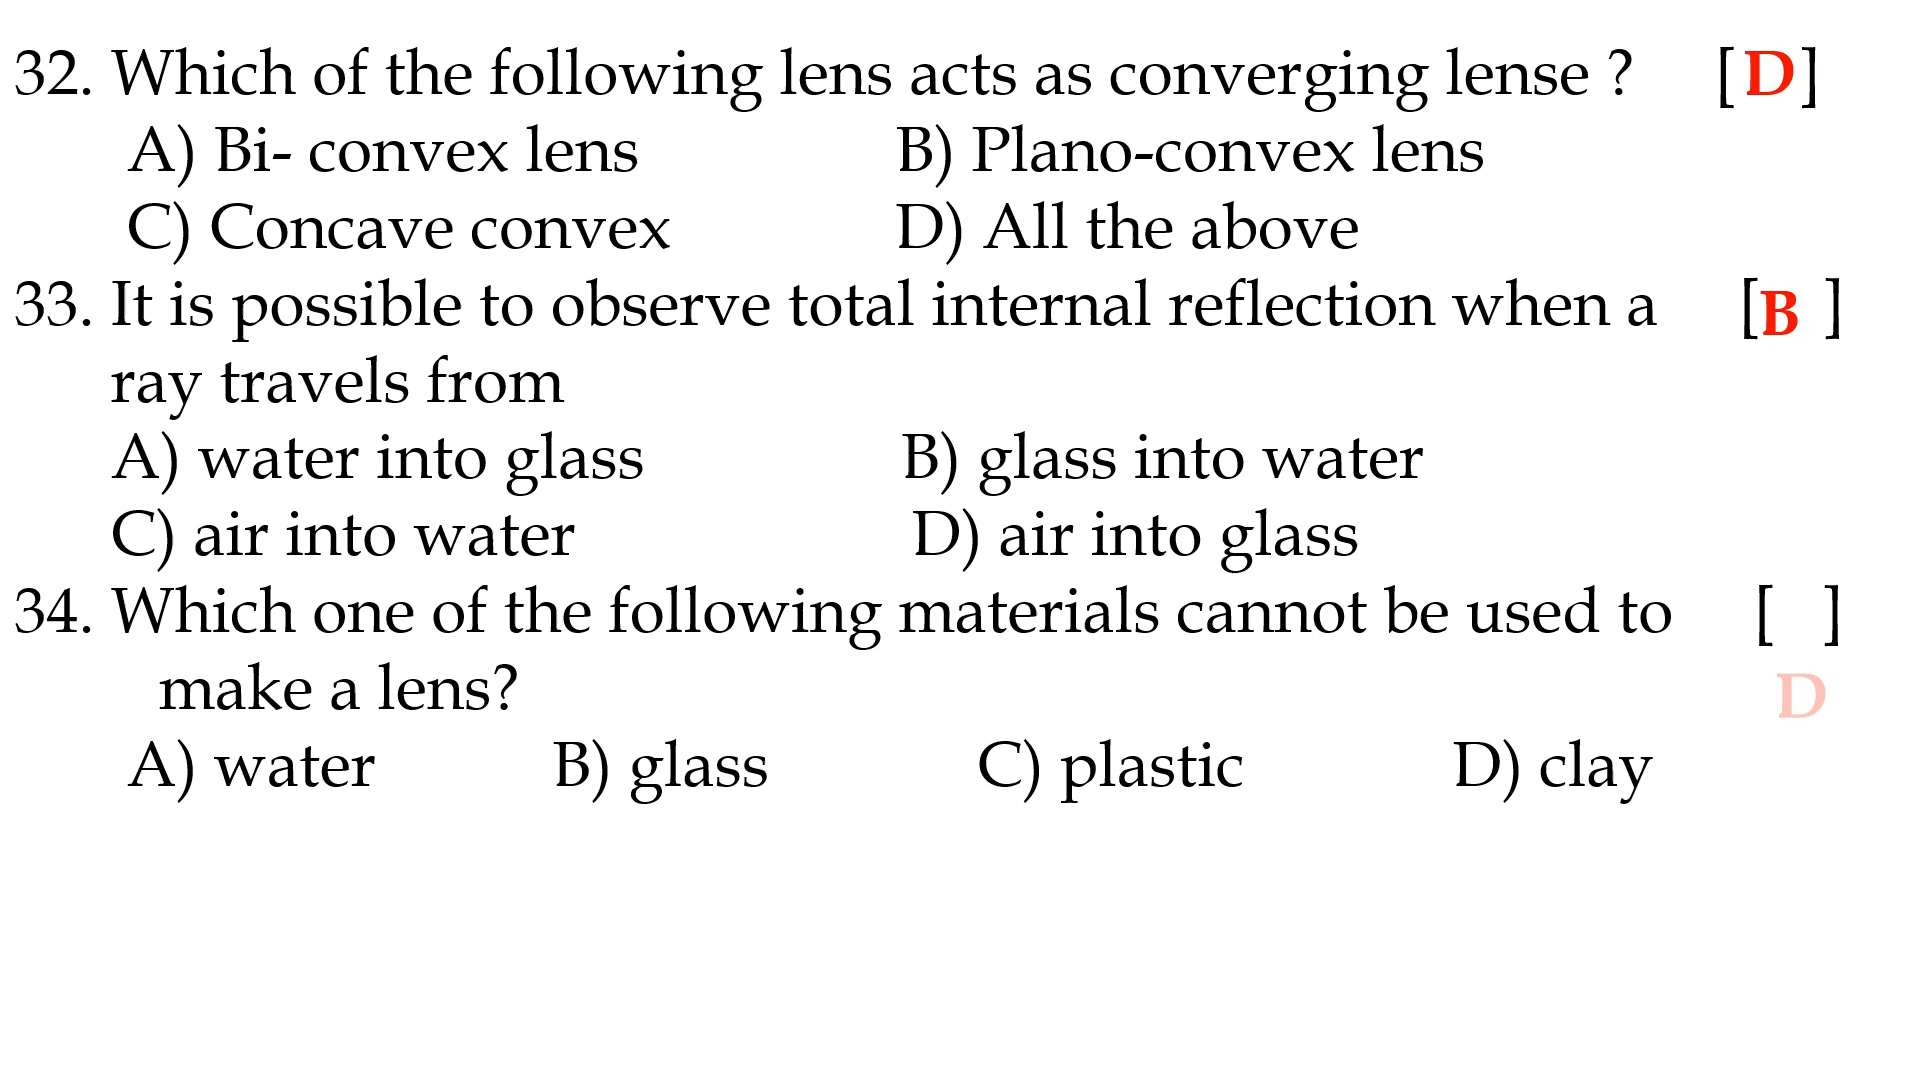 32. Which of the following lens acts as converging lense ? [D]
A) Bi- convex lens B) Plano-convex lens
C) Concave convex D) All the above
33. It is possible to observe total internal reflection when a [B ]
ray travels from
A) water into glass B) glass into water
C) air into water D) air into glass
34. Which one of the following materials cannot be used to [ ]
make a lens? D
A) water B) glass C) plastic D) clay